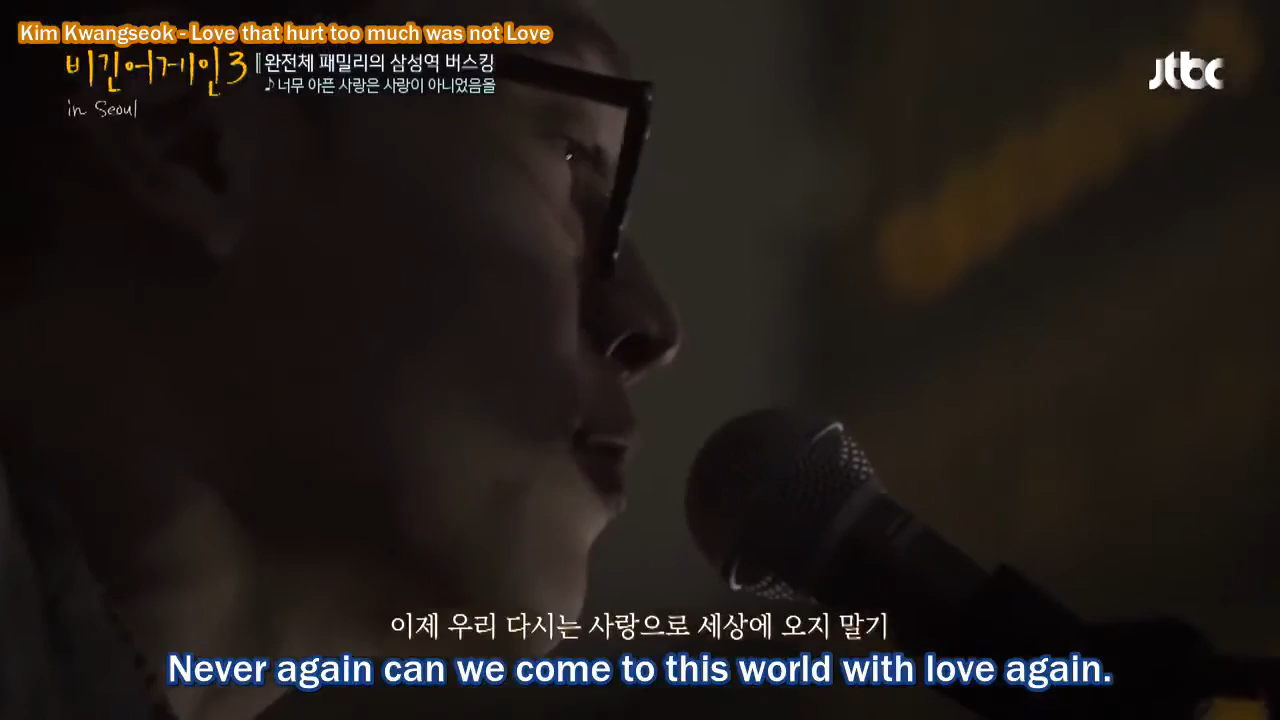 Kim Kwangseok - Love that hurt too much was not Love
비긴어게인3
완전체 패밀리의 삼성역 버스킹
♪너무 아픈 사랑은 사랑이 아니었음을
in Seoul
jtbc
이제 우리 다시는 사랑으로 세상에 오지 말기
Never again can we come to this world with love again.